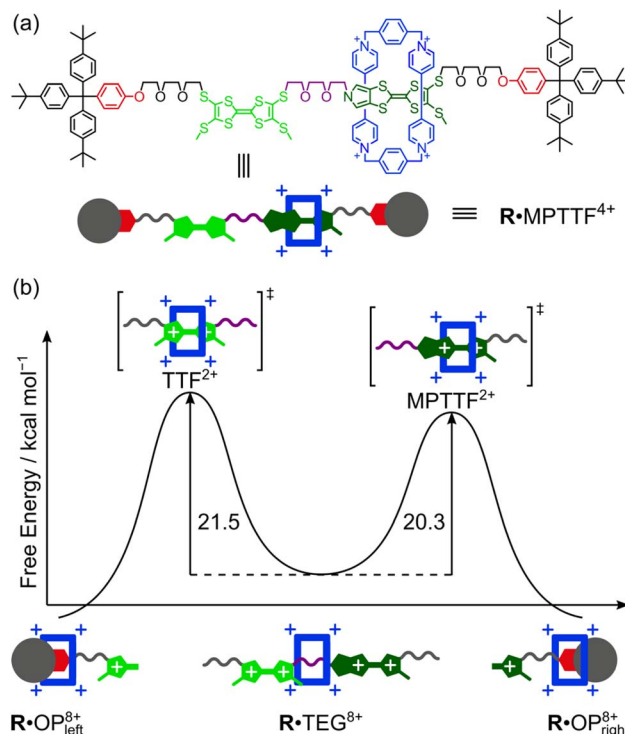 (a)
O O O S S S S S S O O O N S S S S S S O O O
S S N S S
N+ N+
N+ N+
≡ R•MPTTF4+
+ +
+ +
(b)
Free Energy / kcal mol−1
‡ ‡
TTF2+ MPTTF2+
21.5 20.3
R•OP8+left R•TEG8+ R•OP8+righ